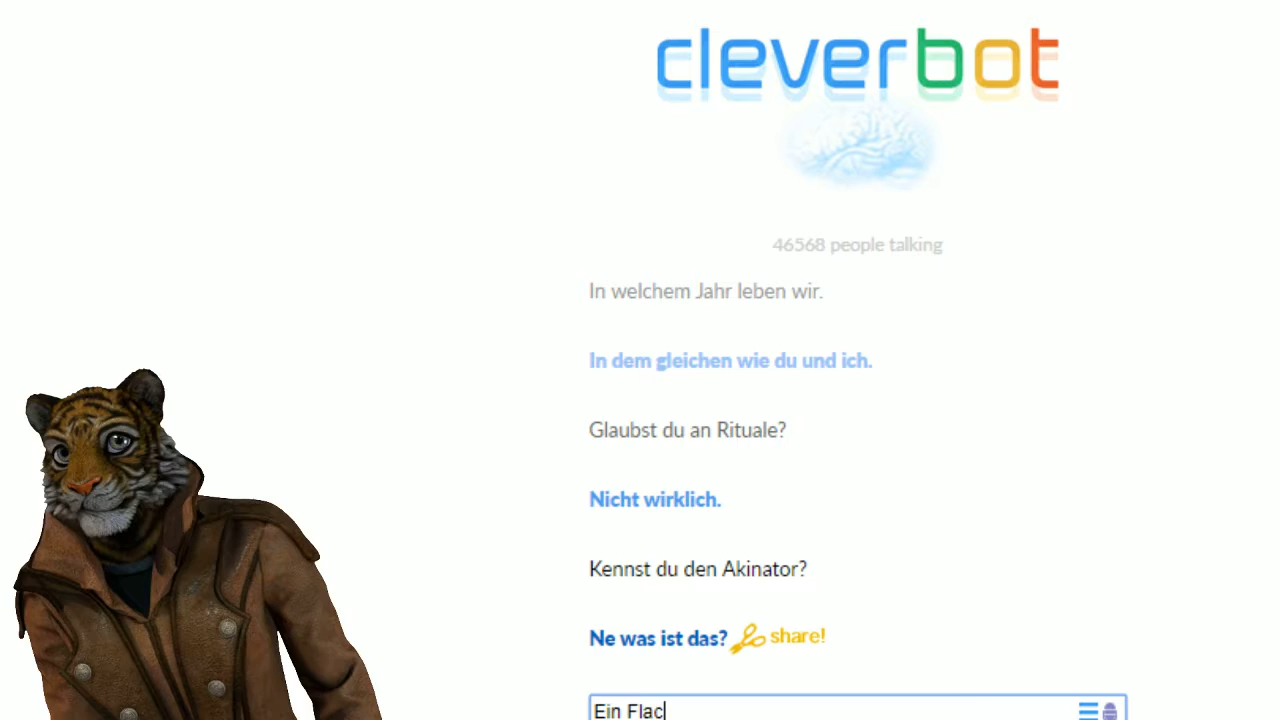 cleverbot
46568 people talking
In welchem Jahr leben wir.
In dem gleichen wie du und ich.
Glaubst du an Rituale?
Nicht wirklich.
Kennst du den Akinator?
Ne was ist das? share!
Ein Flac